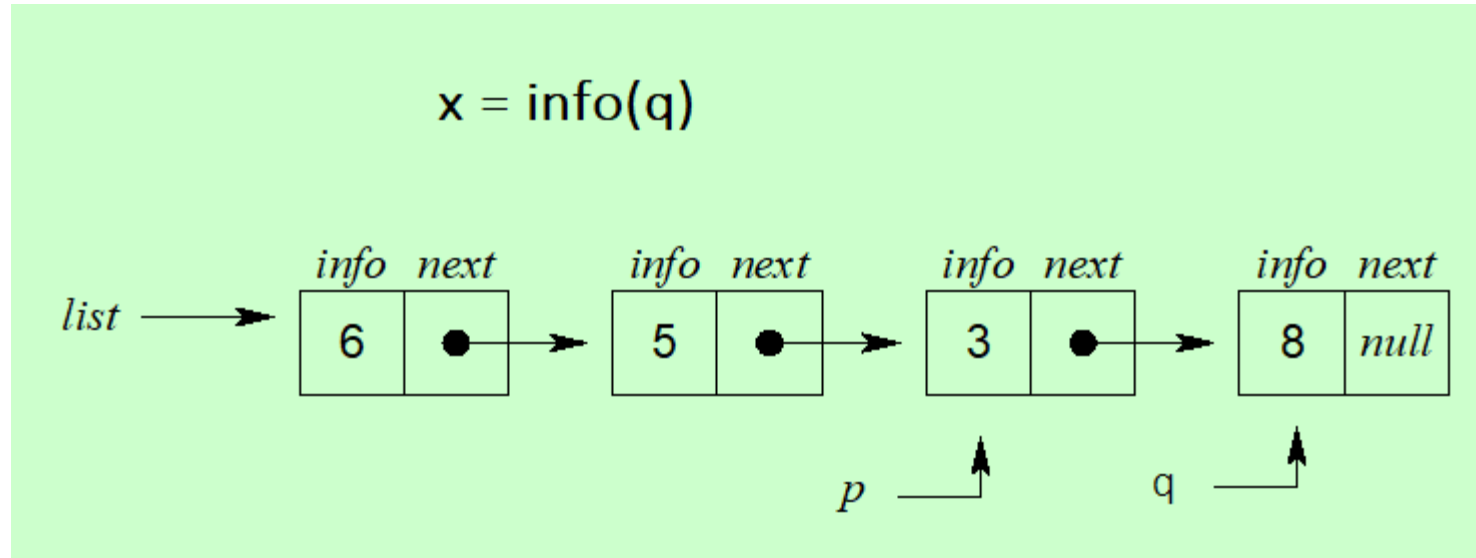 x = info(q)
info next info next info next info next
list 6 5 3 8 null
p q